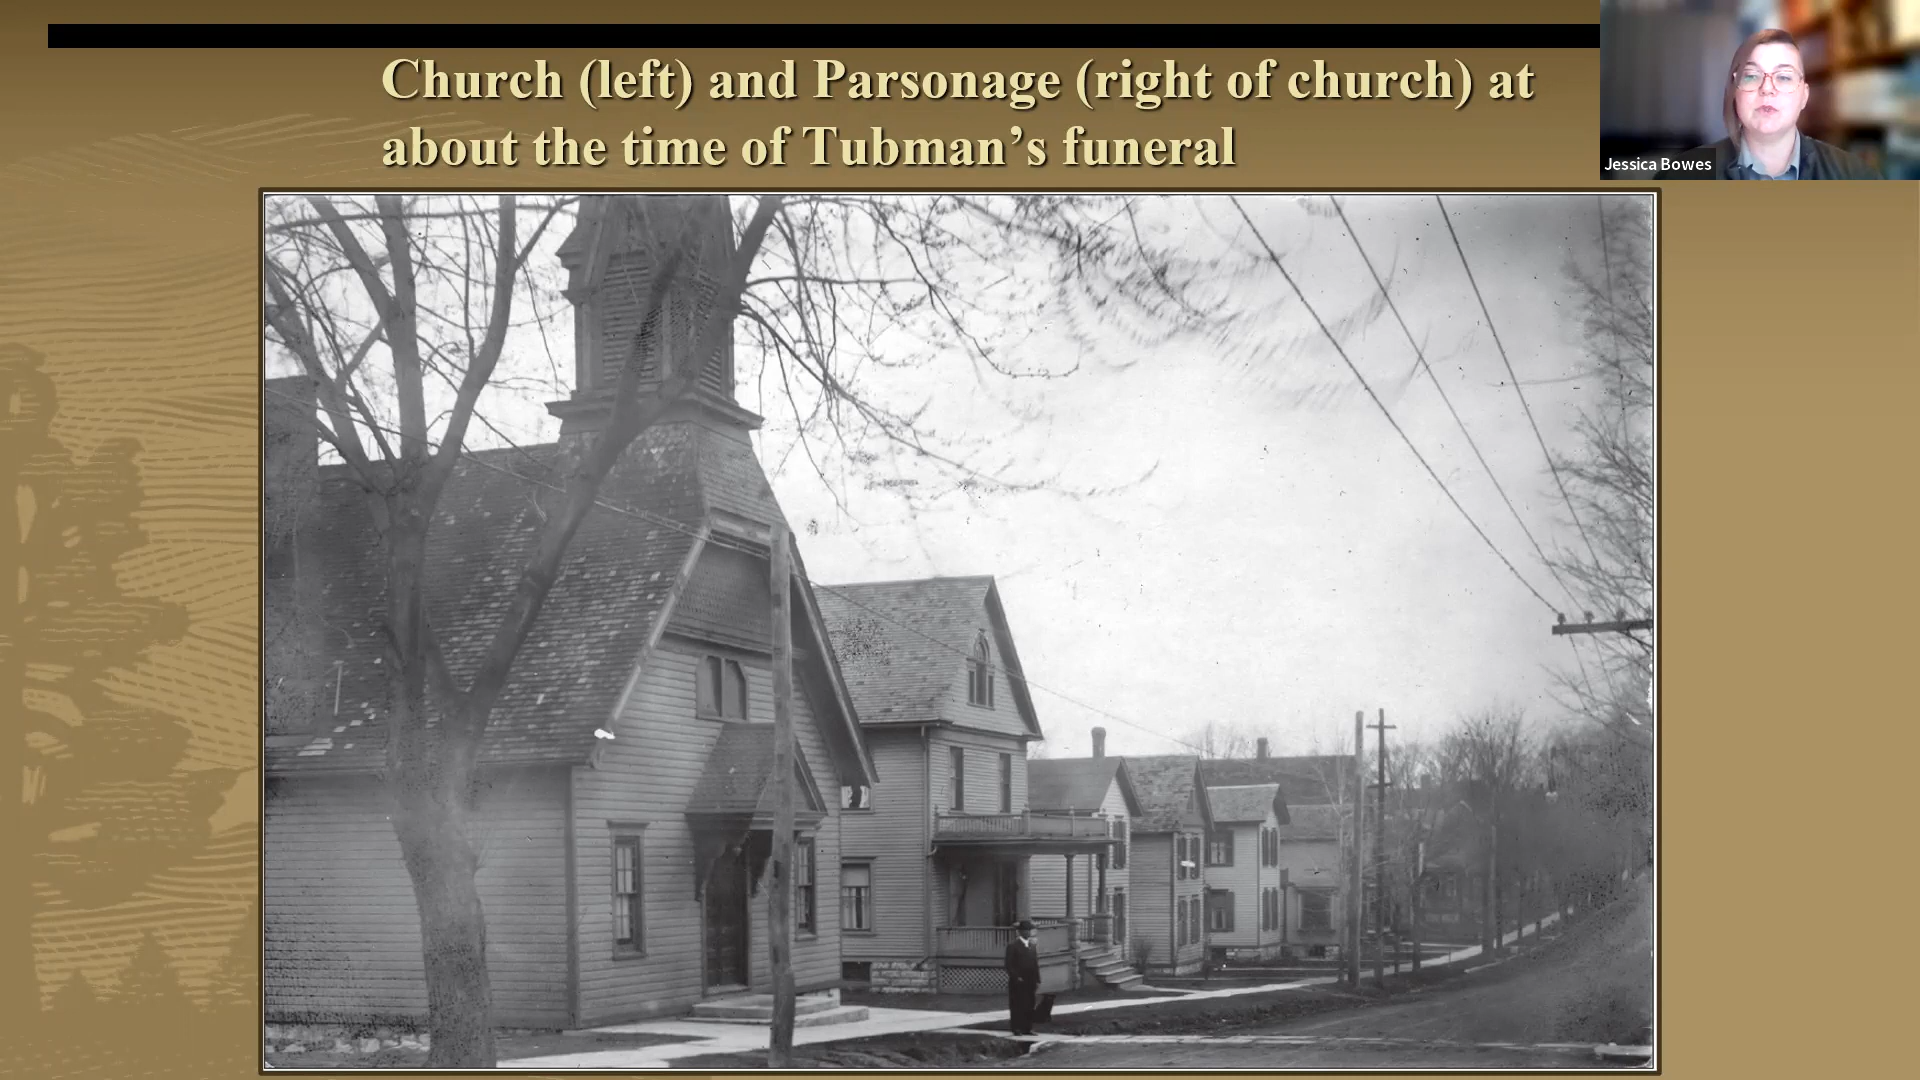 Church (left) and Parsonage (right of church) at
about the time of Tubman’s funeral
Jessica Bowes